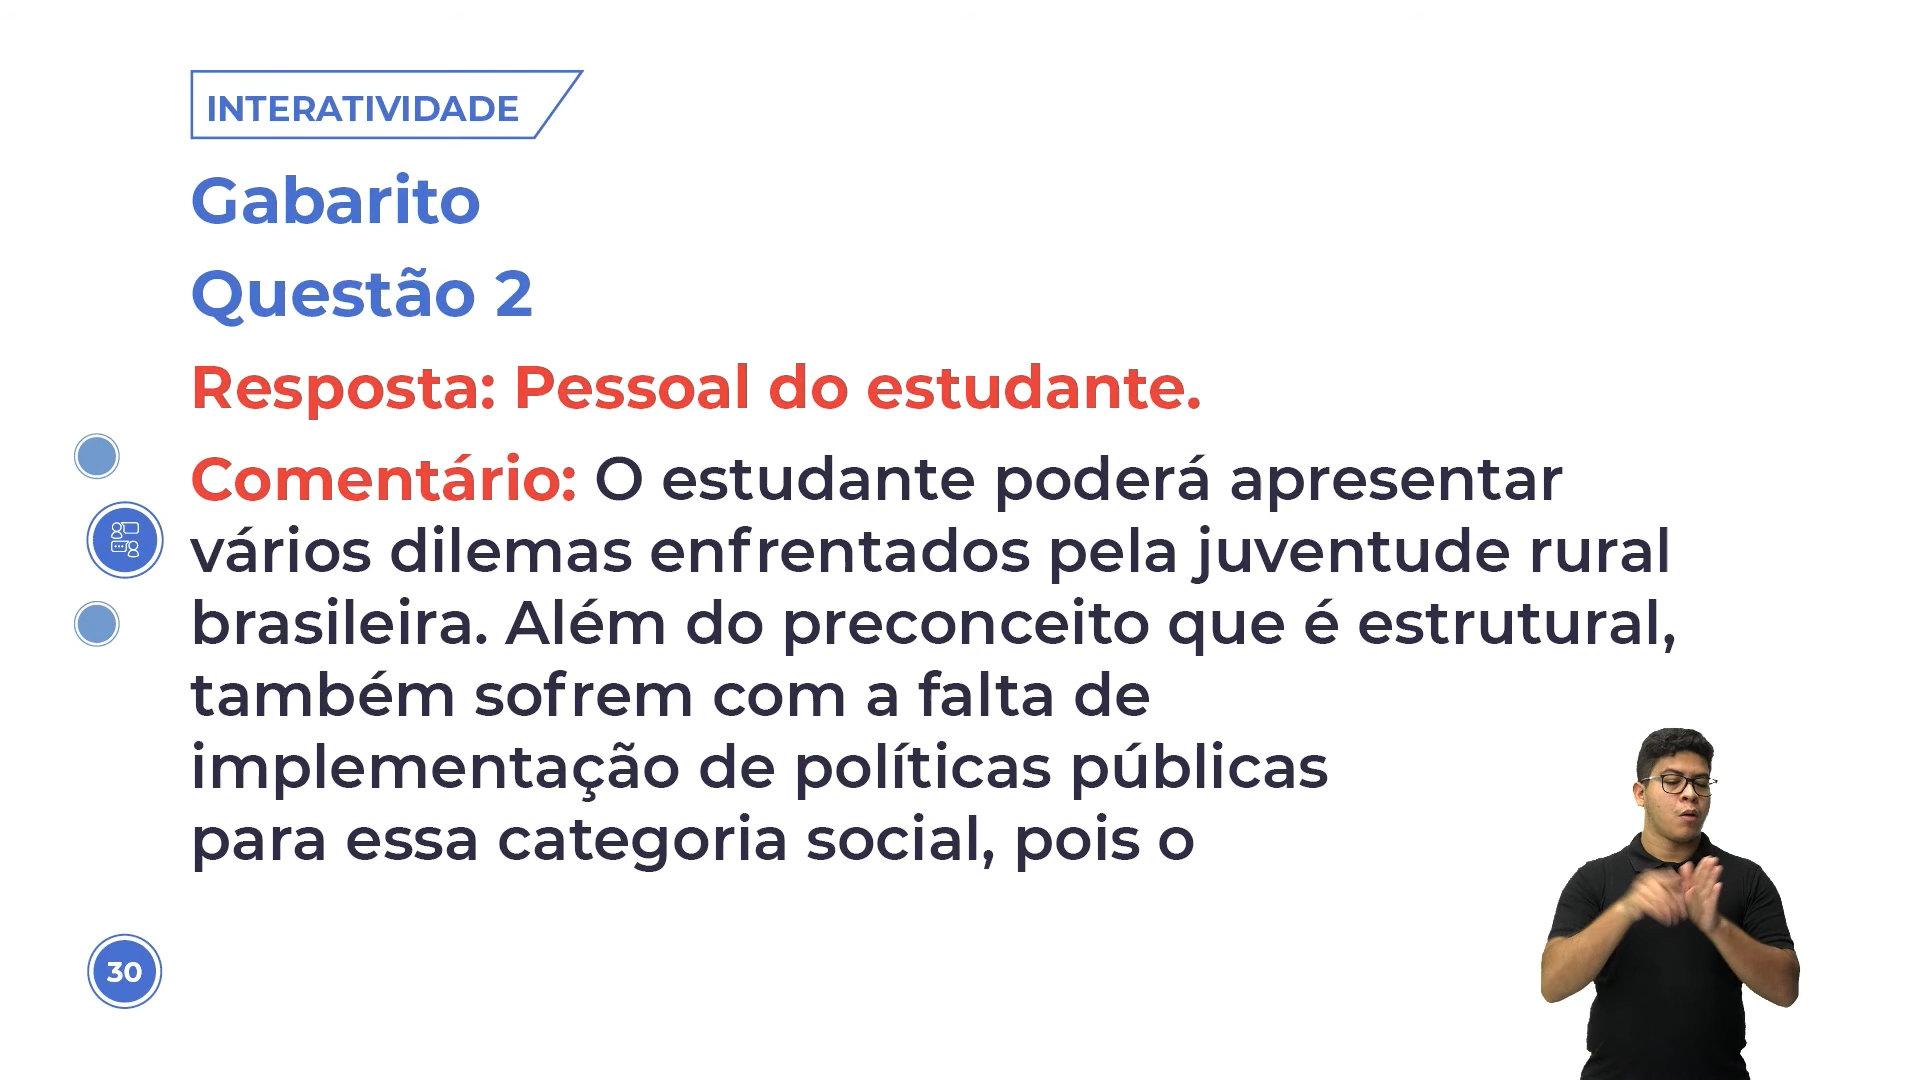 INTERATIVIDADE
Gabarito
Questão 2
Resposta: Pessoal do estudante.
Comentário: O estudante poderá apresentar
vários dilemas enfrentados pela juventude rural
brasileira. Além do preconceito que é estrutural,
também sofrem com a falta de
implementação de políticas públicas
para essa categoria social, pois o
30